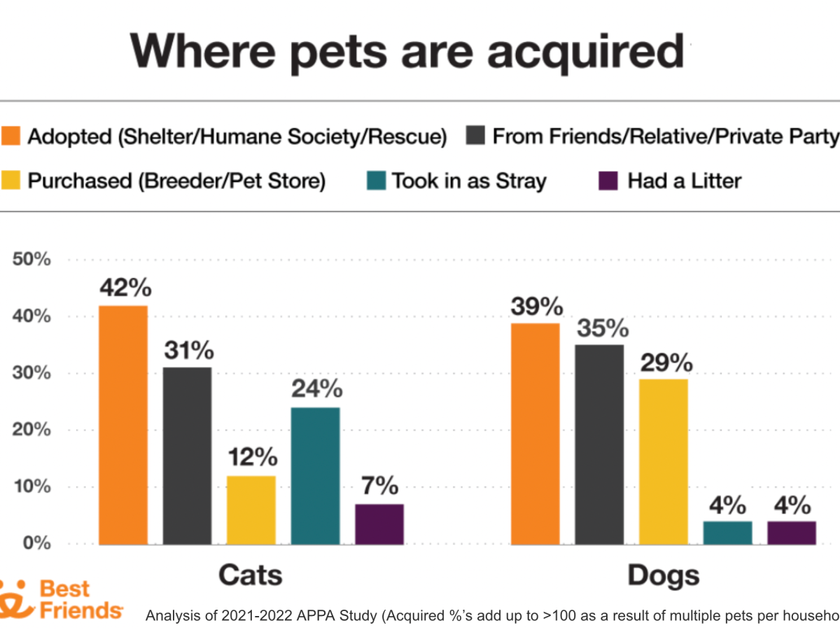 Where pets are acquired
Adopted (Shelter/Humane Society/Rescue) From Friends/Relative/Private Party
Purchased (Breeder/Pet Store) Took in as Stray Had a Litter
50%
40%
30%
20%
10%
0%
42%
31%
12%
24%
7%
39%
35%
29%
4%
4%
Cats Dogs
Best
Friends
Analysis of 2021-2022 APPA Study (Acquired %'s add up to >100 as a result of multiple pets per househo